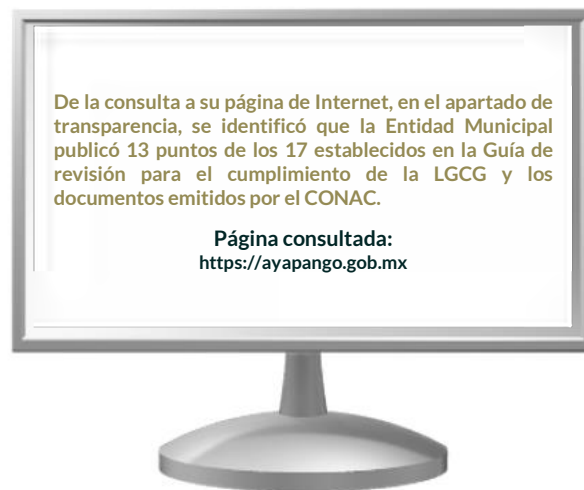 De la consulta a su página de Internet, en el apartado de
transparencia, se identificó que la Entidad Municipal
publicó 13 puntos de los 17 establecidos en la Guía de
revisión para el cumplimiento de la LGCG y los
documentos emitidos por el CONAC.
Página consultada:
https://ayapango.gob.mx